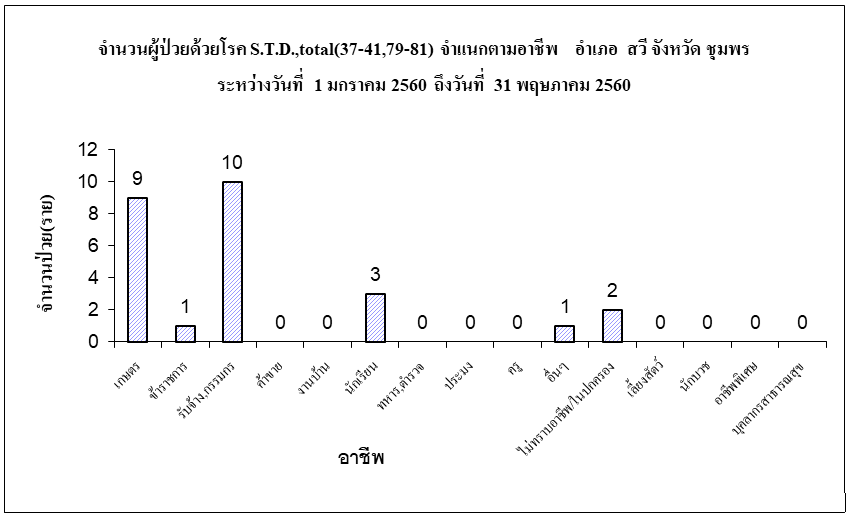 จำนวนผู้ป่วยด้วยโรค S.T.D.,total(37-41,79-81) จำแนกตามอาชีพ อำเภอ สวี จังหวัด ชุมพร
ระหว่างวันที่ 1 มกราคม 2560 ถึงวันที่ 31 พฤษภาคม 2560
จำนวนป่วย(ราย)
12
10
8
6
4
2
0
9
1
10
0
0
3
0
0
0
1
2
0
0
0
0
เกษตร
ข้าราชการ
รับจ้าง,กรรมกร
ค้าขาย
งานบ้าน
นักเรียน
ทหาร,ตำรวจ
ประมง
ครู
อื่นๆ
ไม่ทราบอาชีพ/ในปกครอง
เลี้ยงสัตว์
นักบวช
อาชีพพิเศษ
บุคลากรสาธารณสุข
อาชีพ